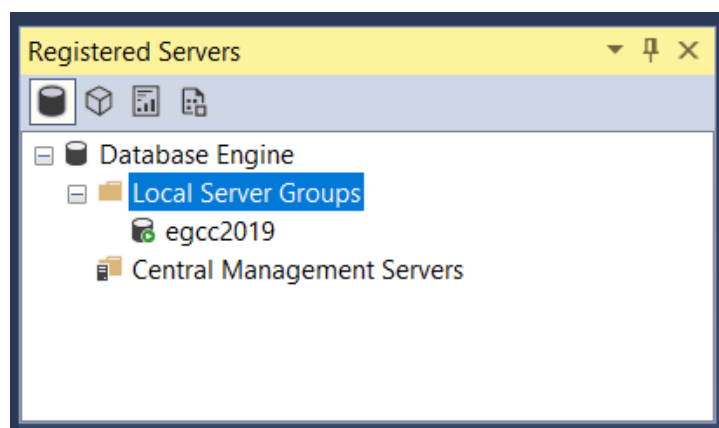 Registered Servers
Database Engine
Local Server Groups
egcc2019
Central Management Servers